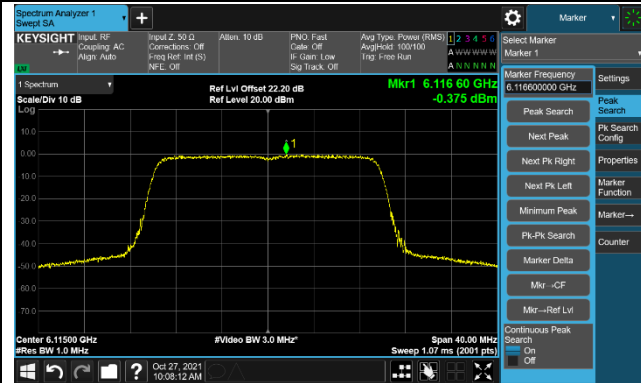 Spectrum Analyzer 1
Swept SA
Marker
KEYSIGHT
Input: RF
Coupling: AC
Align: Auto
Input Z: 50 Ω
Corrections: Off
Freq Ref: Int (S)
NFE: Off
Atten: 10 dB
PNO: Fast
Gate: Off
IF Gain: Low
Sig Track: Off
Avg Type: Power (RMS)
Avg|Hold: 100/100
Trig: Free Run
1 2 3 4 5 6
A W W W W W
A N N N N N
Select Marker
Marker 1
LXI
1 Spectrum
Scale/Div 10 dB
Log
Ref Lvl Offset 22.20 dB
Ref Level 20.00 dBm
Mkr1 6.116 60 GHz
-0.375 dBm
10.0
0.00
10.0
20.0
30.0
40.0
50.0
60.0
70.0
1
Center 6.11500 GHz
#Res BW 1.0 MHz
#Video BW 3.0 MHz*
Span 40.00 MHz
Sweep 1.07 ms (2001 pts)
Marker Frequency
6.116600000 GHz
Peak Search
Next Peak
Next Pk Right
Next Pk Left
Minimum Peak
Pk-Pk Search
Marker Delta
Mkr→CF
Mkr→Ref Lvl
Continuous Peak
Search
On
Off
Settings
Peak
Search
Pk Search
Config
Properties
Marker
Function
Marker→
Counter
?
Oct 27, 2021
10:08:12 AM